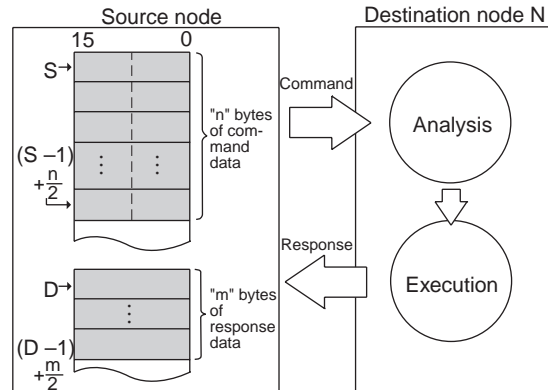 Source node
Destination node N
15 0
S
"n" bytes
of com-
mand
data
(S –1)
+n/2
Command
Analysis
Response
D
"m" bytes
of
response
data
(D –1)
+m/2
Execution